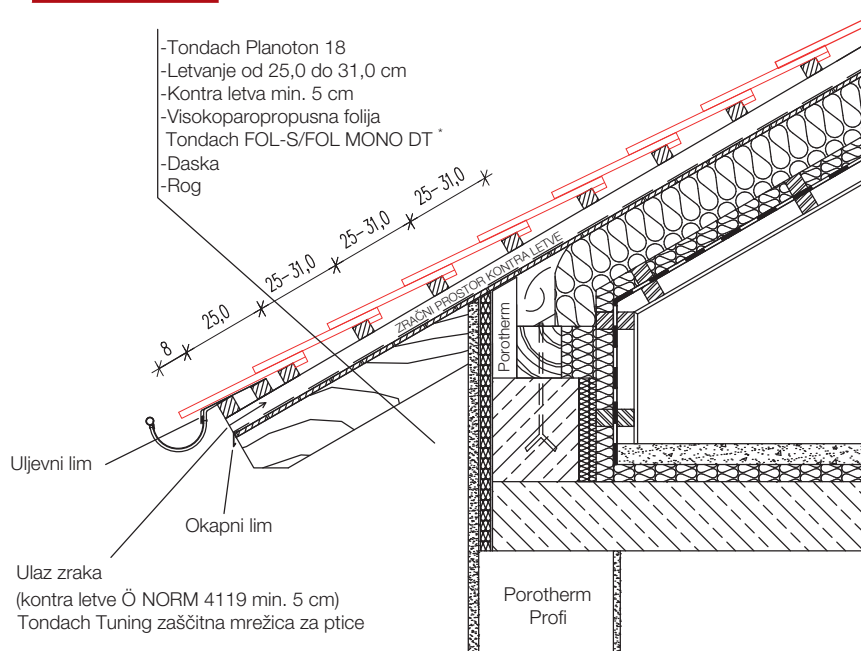 -Tondach Planoton 18
-Letvanje od 25,0 do 31,0 cm
-Kontra letva min. 5 cm
-Visokoparopropusna folija
Tondach FOL-S/FOL MONO DT *
-Daska
-Rog
8
25,0
25-31,0
25-31,0
25-31,0
ZRAČNI PROSTOR KONTRA LETVE
Porotherm
Uljevni lim
Okapni lim
Ulaz zraka
(kontra letve Ö NORM 4119 min. 5 cm)
Tondach Tuning zaščitna mrežica za ptice
Porotherm
Profi